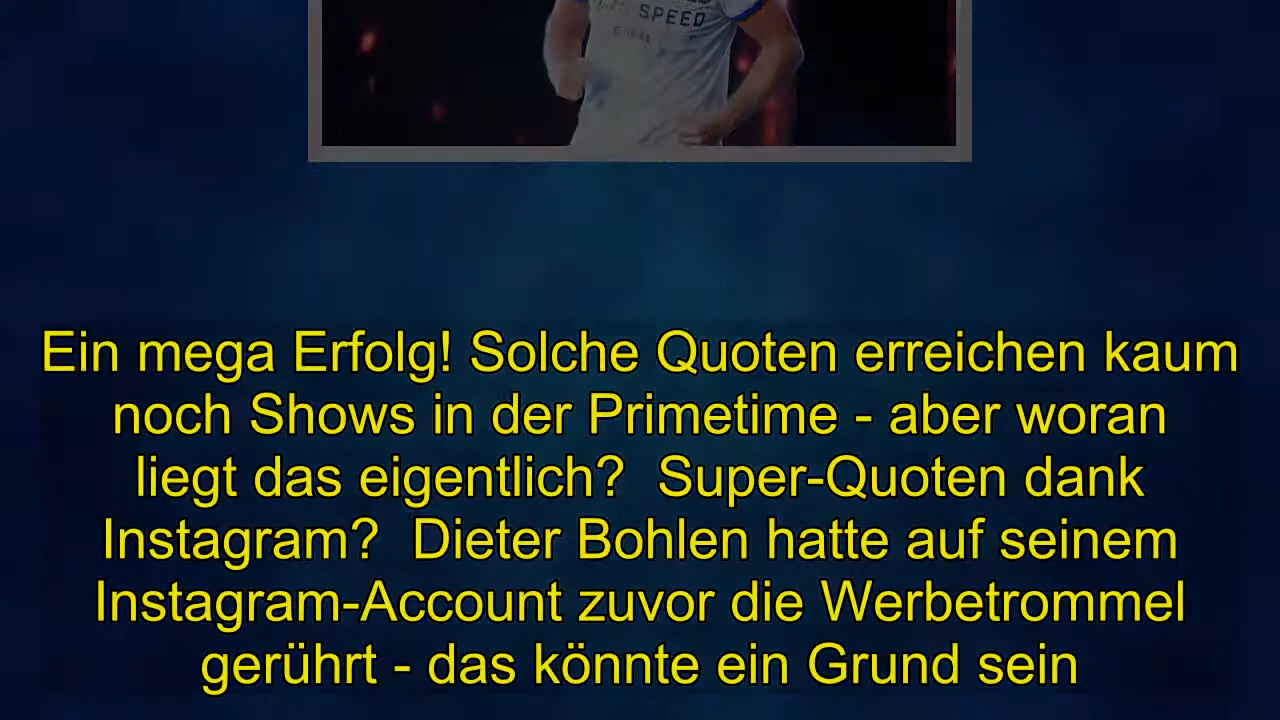 SPEED
Ein mega Erfolg! Solche Quoten erreichen kaum
noch Shows in der Primetime - aber woran
liegt das eigentlich?  Super-Quoten dank
Instagram?  Dieter Bohlen hatte auf seinem
Instagram-Account zuvor die Werbetrommel
gerührt - das könnte ein Grund sein